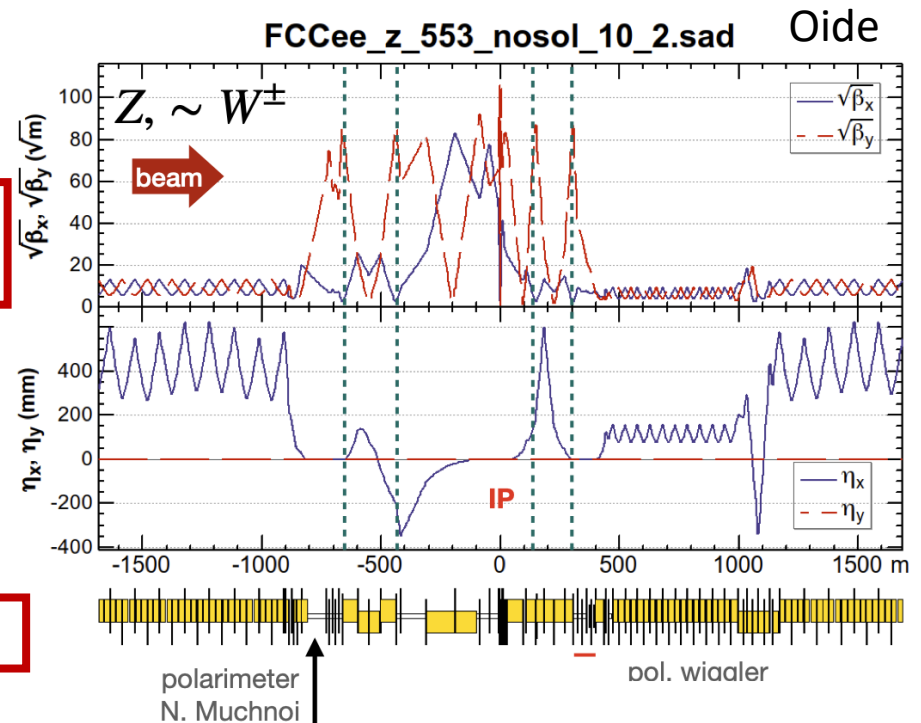 Oide
FCCee_z_553_nosol_10_2.sad
Z, ~ W±
beam
√βx
√βy
√βx, √βy (√m)
100
80
60
40
20
0
ηx, ηy (mm)
400
200
0
-200
-400
IP
ηx
ηy
-1500 -1000 -500 0 500 1000 1500 m
polarimeter
N. Muchnoi
pol. wiggler